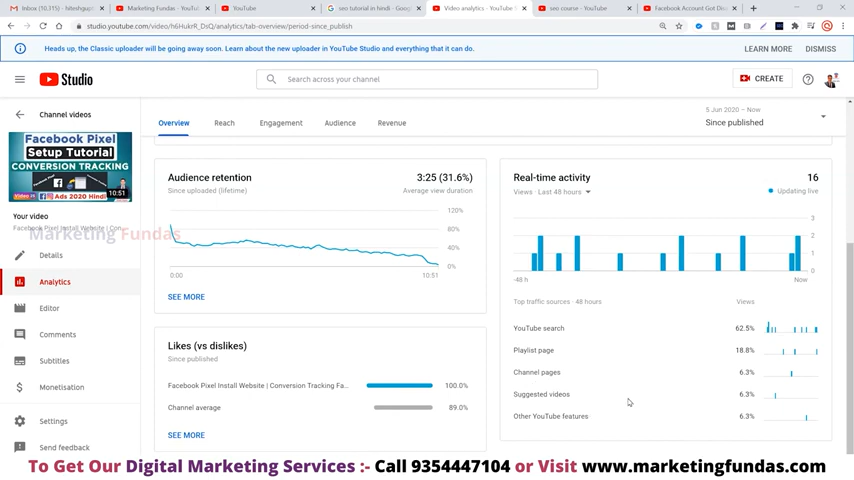 Inbox (10,315) - hiteshgupt
Marketing Fundas - YouTu
YouTube
seo tutorial in hindi - Goog
Video analytics - YouTube S
seo course - YouTube
Facebook Account Got Dis
studio.youtube.com/video/h6HukrR_DsQ/analytics/tab-overview/period-since_publish
Heads up, the Classic uploader will be going away soon. Learn about the new uploader in YouTube Studio and everything that it can do.
LEARN MORE
DISMISS
Studio
Search across your channel
CREATE
Channel videos
Overview
Reach
Engagement
Audience
Revenue
5 Jun 2020 – Now
Since published
Facebook Pixel
Setup Tutorial
CONVERSION TRACKING
Ads 2020 Hindi
10:51
Your video
Facebook Pixel Install Website | Con...
Marketing Fundas
Details
Analytics
Editor
Comments
Subtitles
Monetisation
Settings
Send feedback
Audience retention
3:25 (31.6%)
Since uploaded (lifetime)
Average view duration
120%
80%
40%
0%
0:00
10:51
SEE MORE
Likes (vs dislikes)
Since published
Facebook Pixel Install Website | Conversion Tracking Fa...
100.0%
Channel average
89.0%
SEE MORE
Real-time activity
16
Views · Last 48 hours
Updating live
3
2
1
0
-48 h
Now
Top traffic sources · 48 hours
Views
YouTube search
62.5%
Playlist page
18.8%
Channel pages
6.3%
Suggested videos
6.3%
Other YouTube features
6.3%
To Get Our Digital Marketing Services :- Call 9354447104 or Visit www.marketingfundas.com